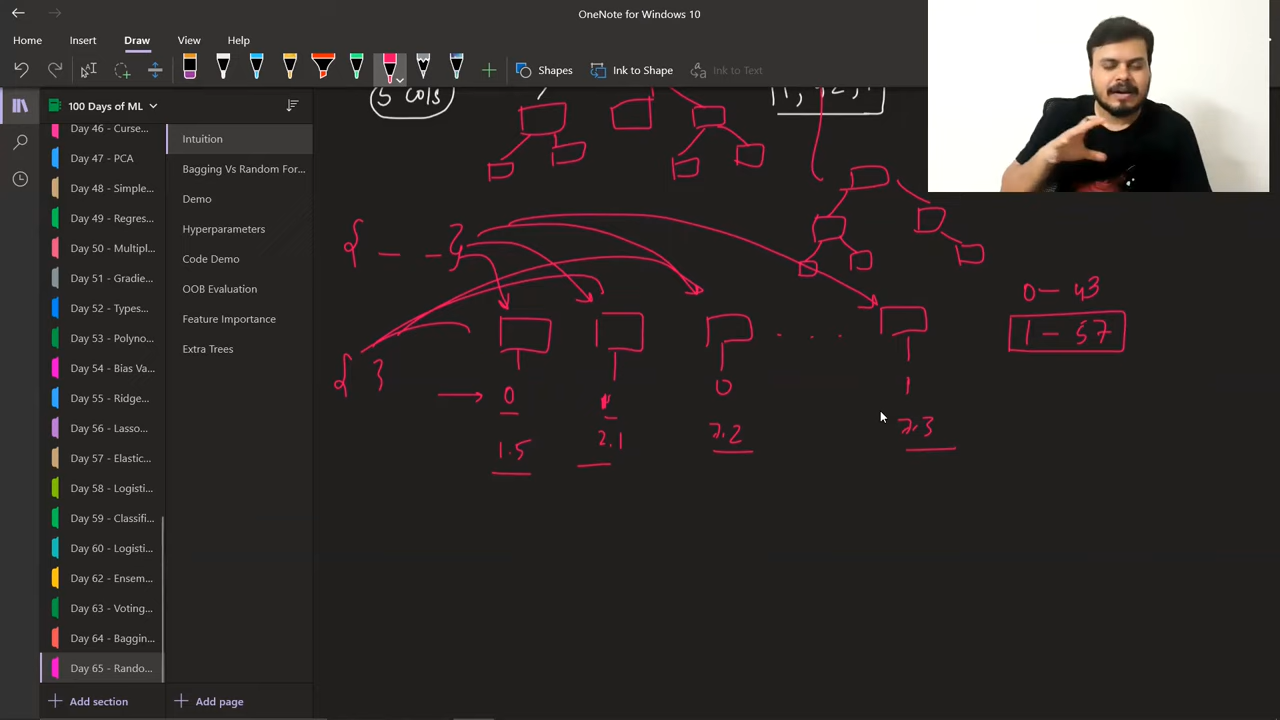 OneNote for Windows 10
Home Insert Draw View Help
Shapes Ink to Shape Ink to Text
100 Days of ML
Day 46 - Curse...
Day 47 - PCA
Day 48 - Simple...
Day 49 - Regres...
Day 50 - Multipl...
Day 51 - Gradie...
Day 52 - Types...
Day 53 - Polyno...
Day 54 - Bias Va...
Day 55 - Ridge...
Day 56 - Lasso...
Day 57 - Elastic...
Day 58 - Logisti...
Day 59 - Classifi...
Day 60 - Logisti...
Day 62 - Ensem...
Day 63 - Voting...
Day 64 - Baggin...
Day 65 - Rando...
Add section
Intuition
Bagging Vs Random For...
Demo
Hyperparameters
Code Demo
OOB Evaluation
Feature Importance
Extra Trees
Add page
5 cols
{ - - }
0 - 43
1 - 57
{ }
0 0 1
1.5 2.1 7.2 7.3